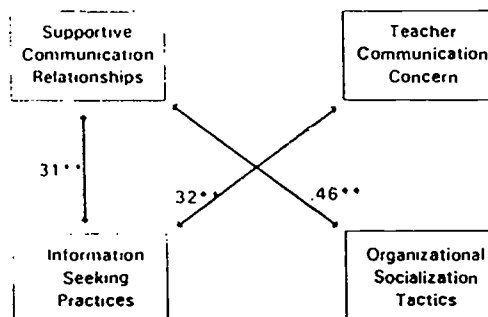 Supportive
Communication
Relationships
Teacher
Communication
Concern
31**
32**
.46**
Information
Seeking
Practices
Organizational
Socialization
Tactics